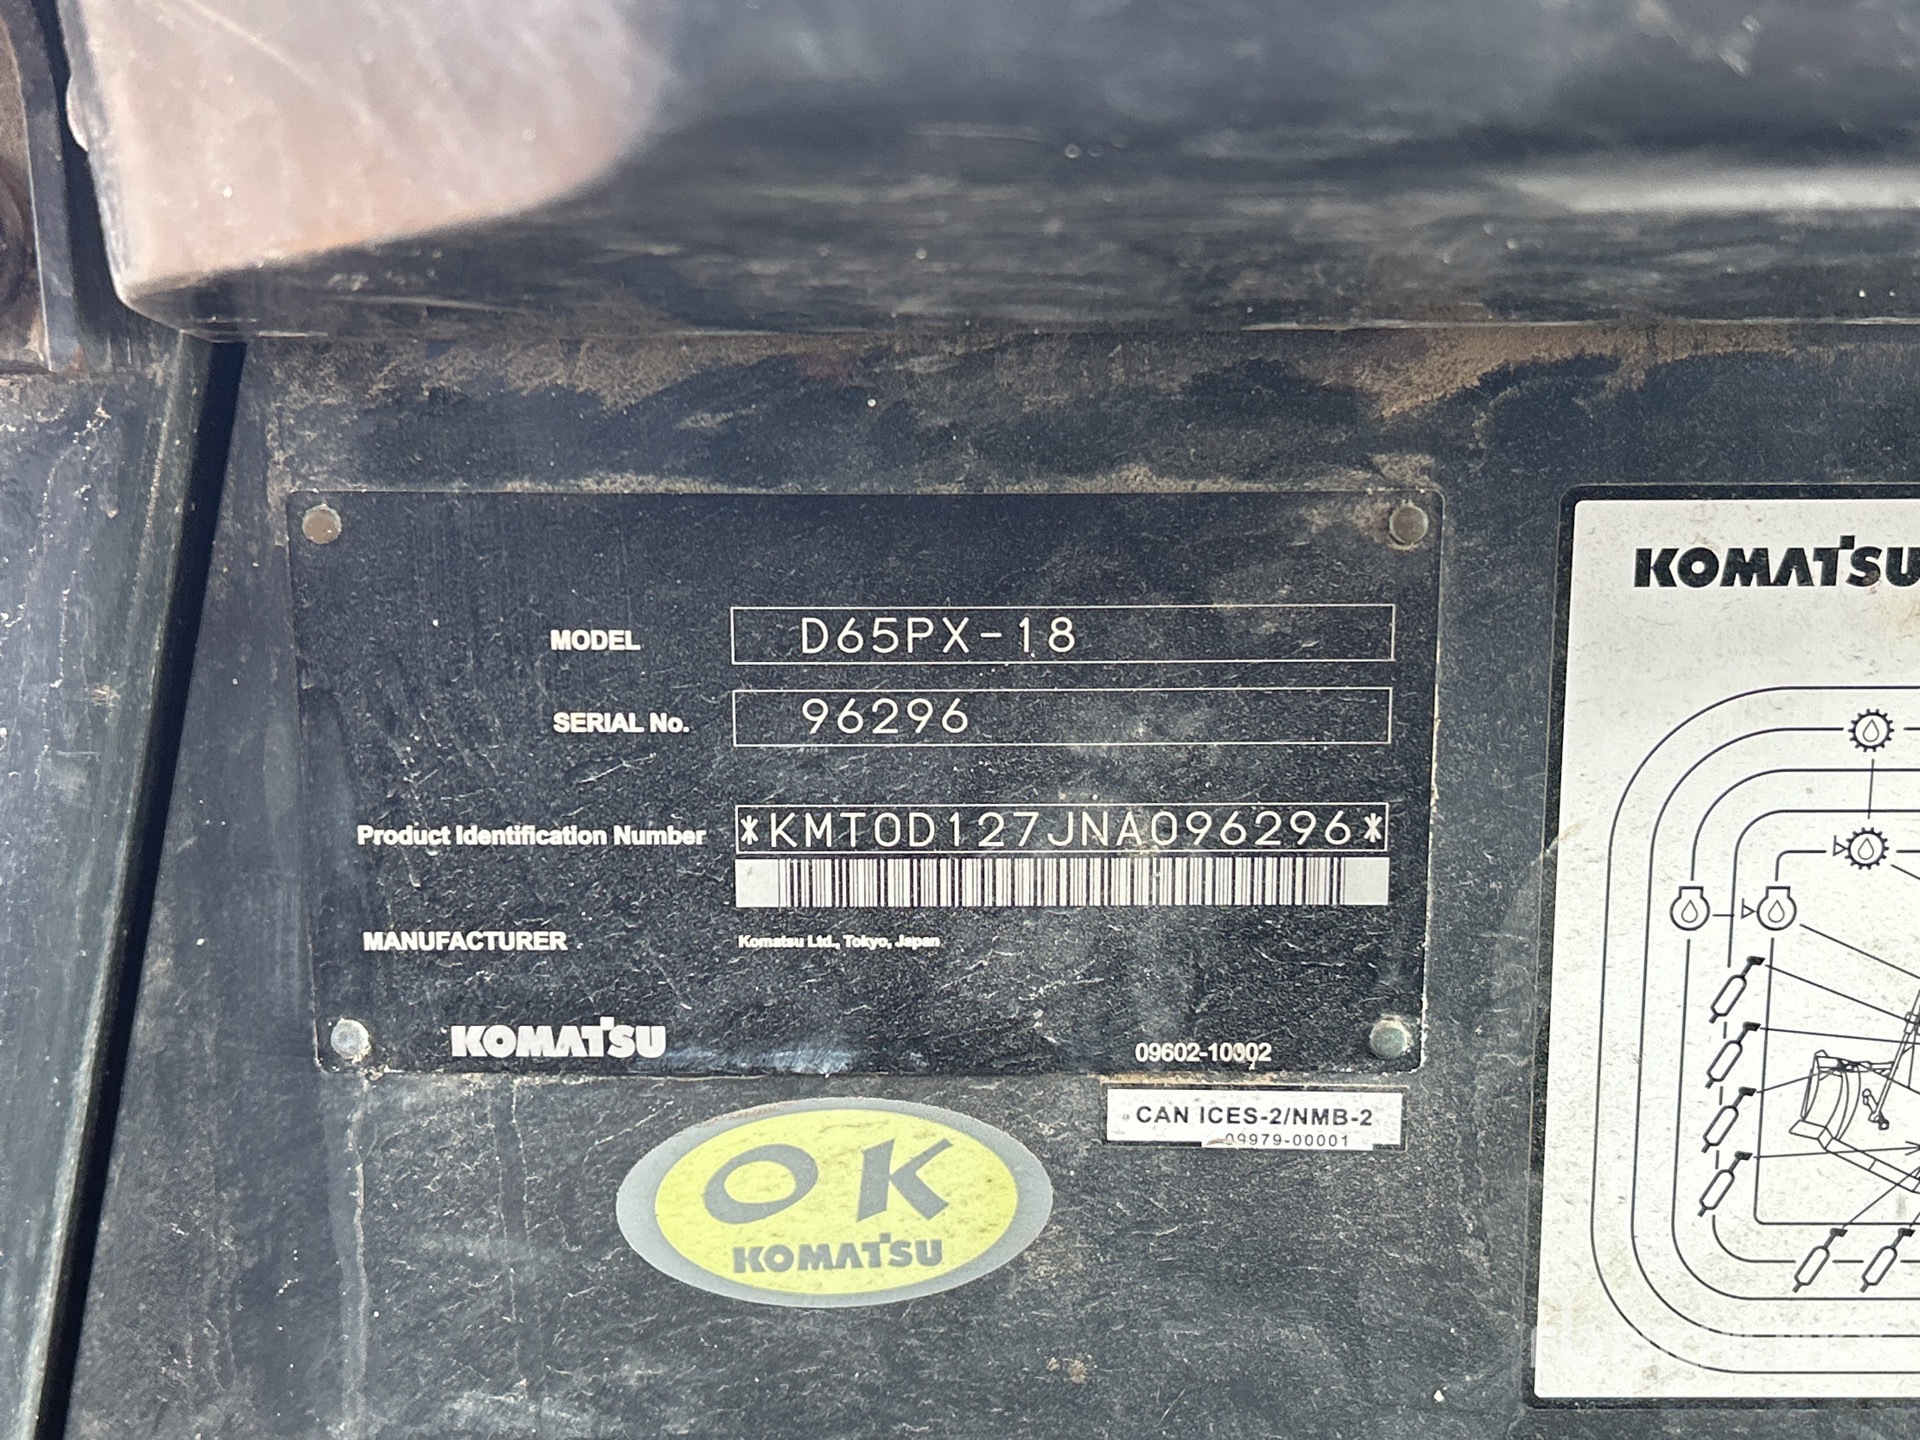 MODEL D65PX-18
SERIAL No. 96296
Product Identification Number *KMT0D127JNA096296*
MANUFACTURER Komatsu Ltd., Tokyo, Japan
KOMATSU 09602-10002
CAN ICES-2/NMB-2
09979-00001
OK
KOMATSU
KOMATSU